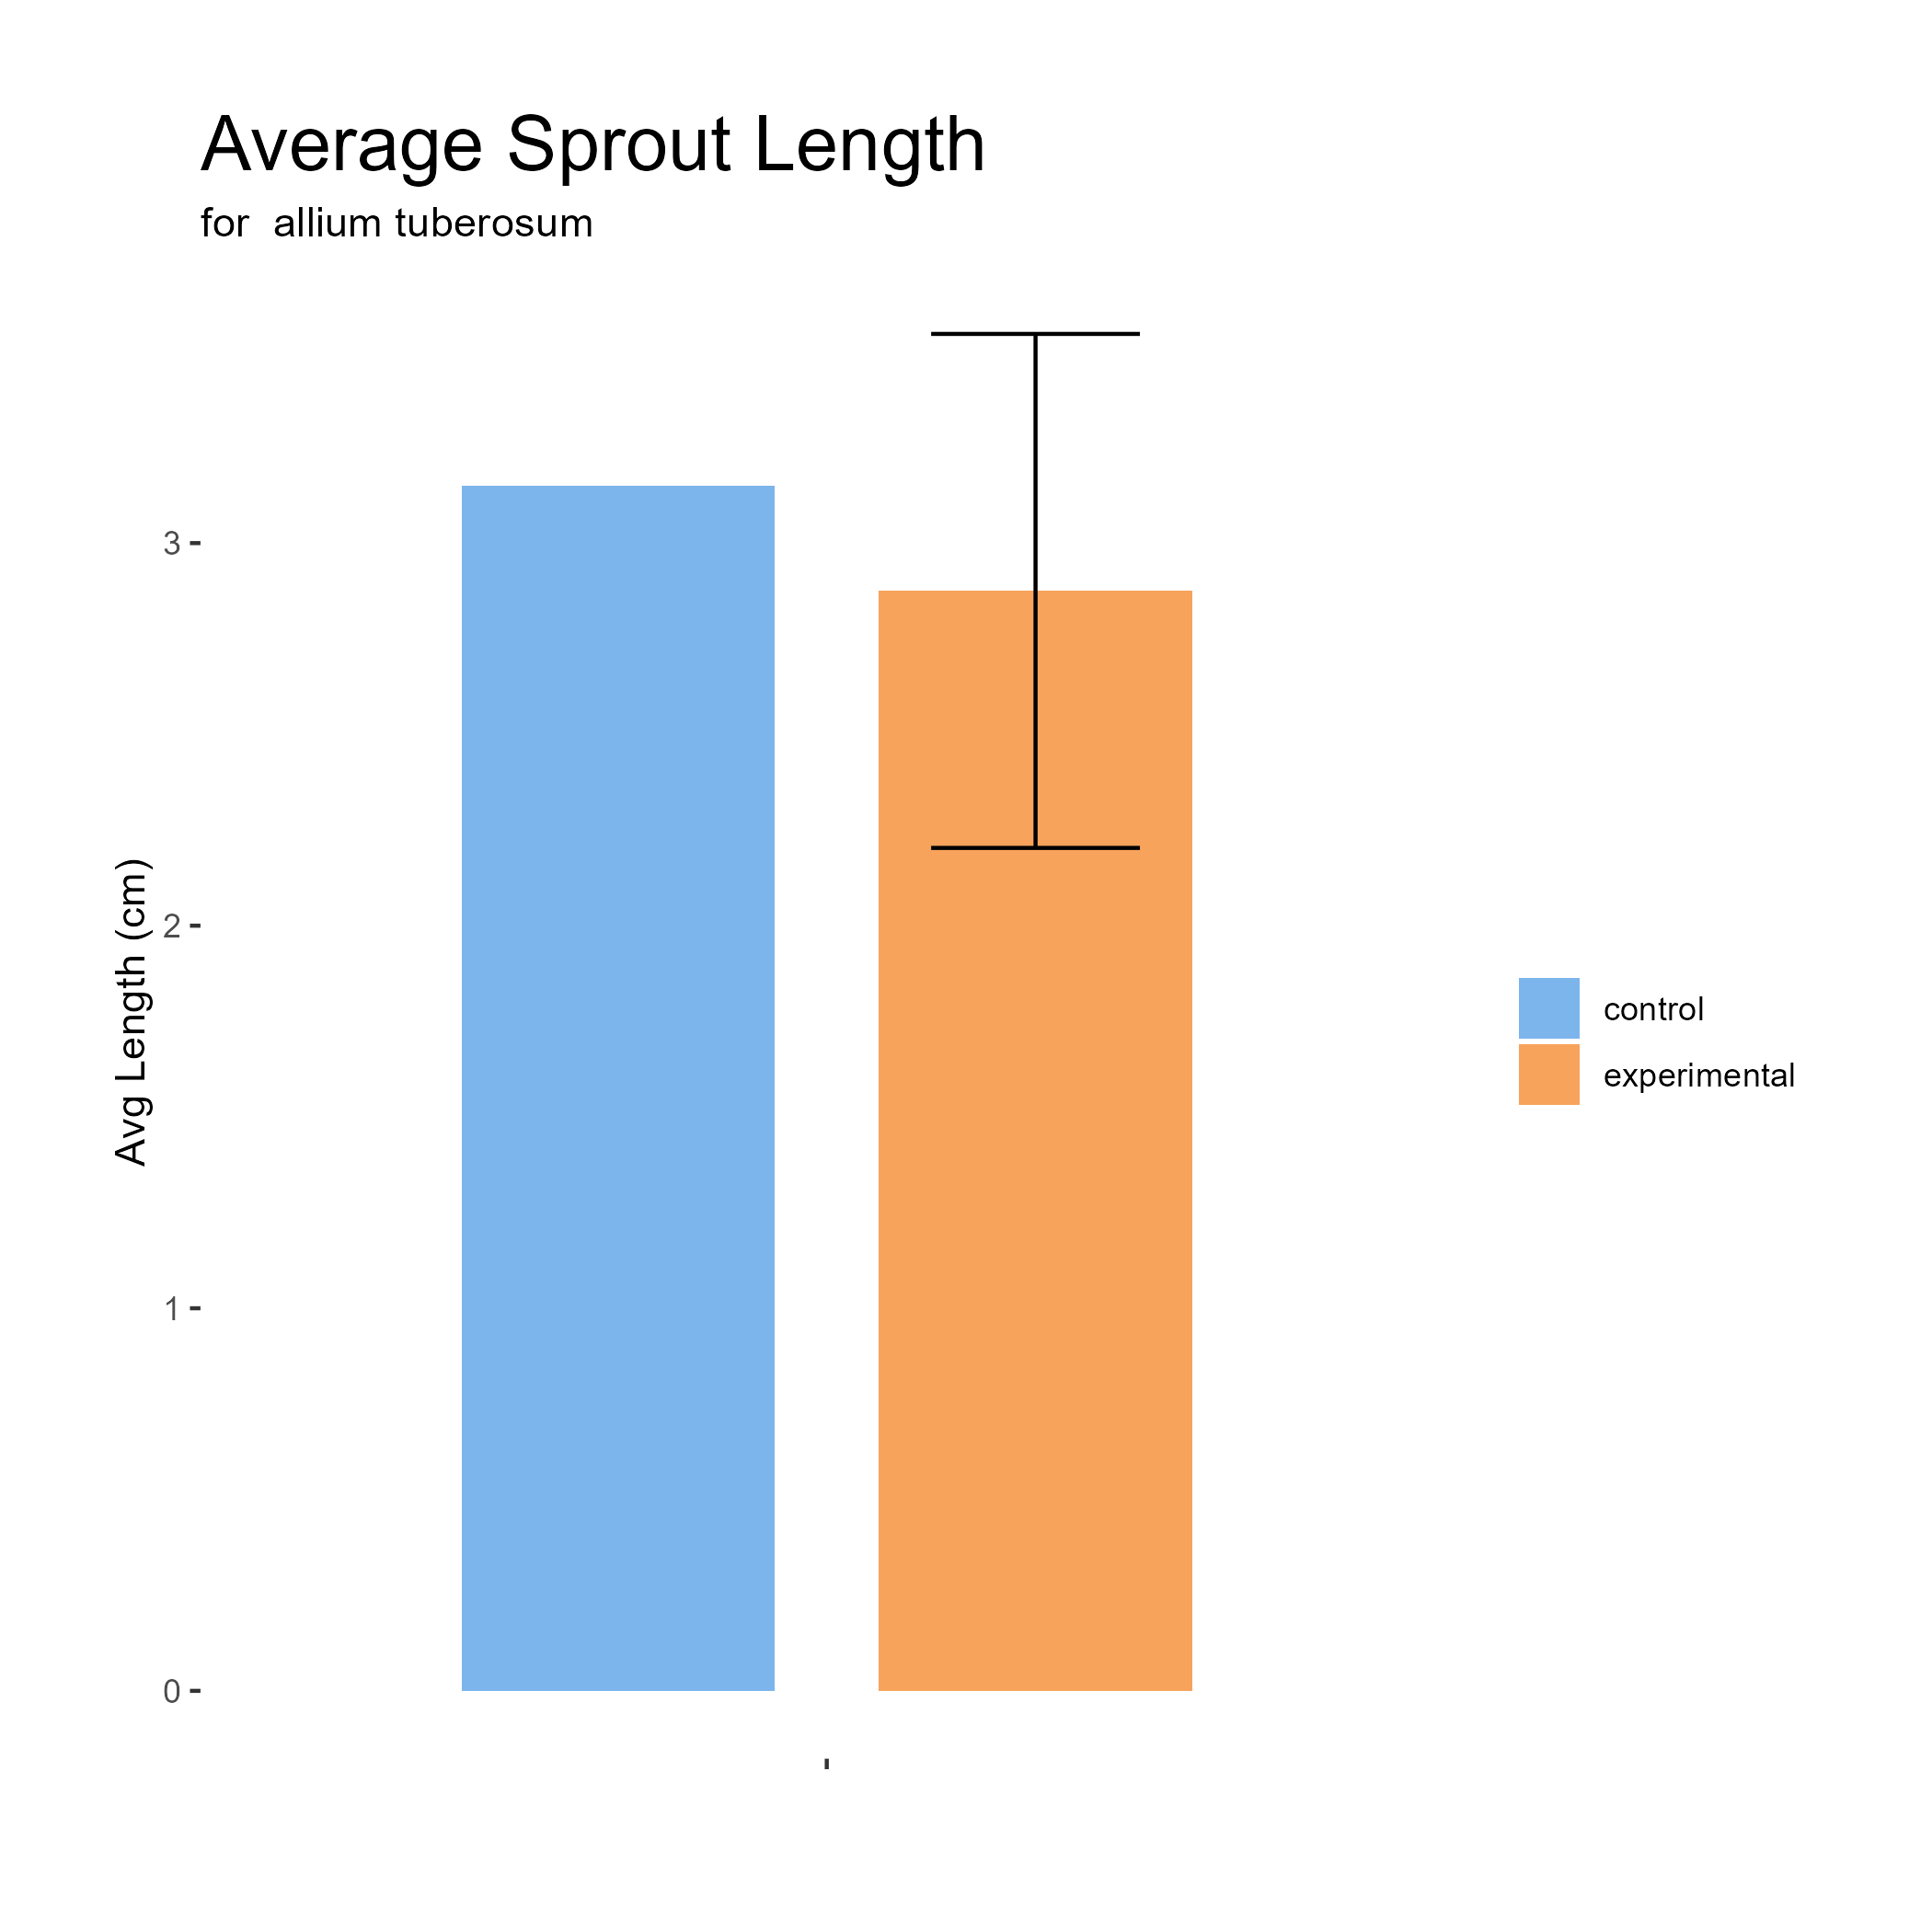 Average Sprout Length
for  allium tuberosum
Avg Length (cm)
3
2
1
0
control
experimental